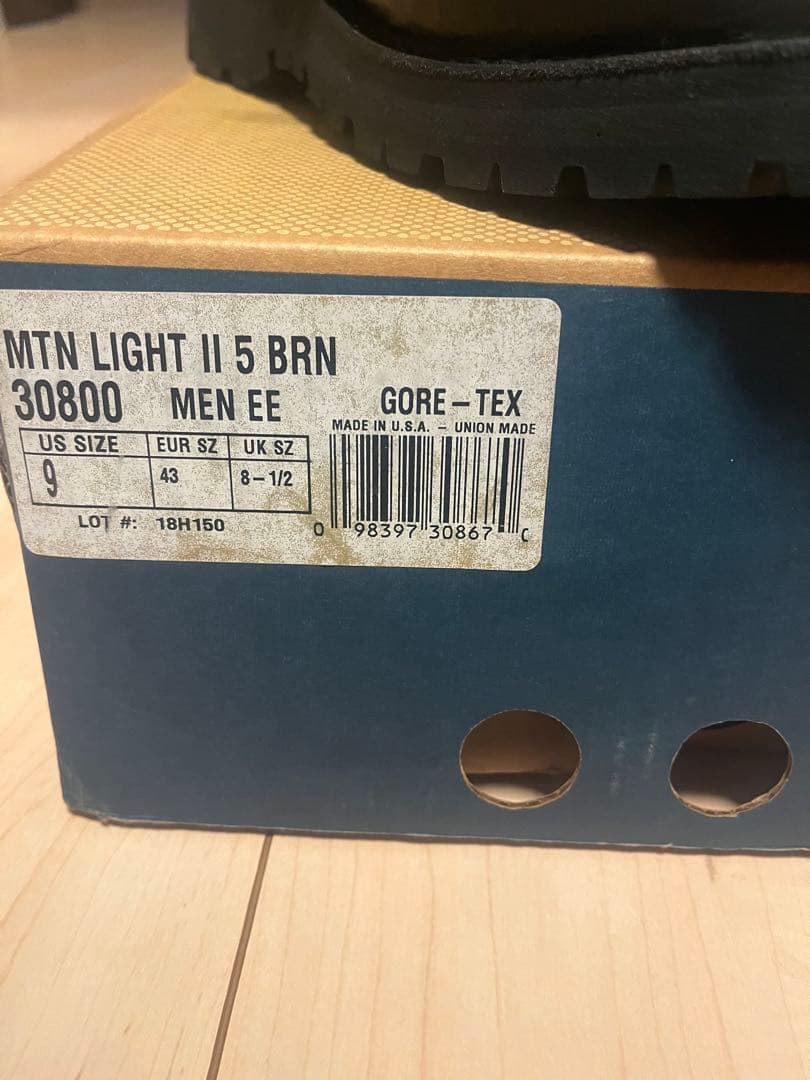 MTN LIGHT II 5 BRN
30800 MEN EE GORE-TEX
MADE IN U.S.A. - UNION MADE
US SIZE EUR SZ UK SZ
9 43 8-1/2
LOT #: 18H150
0 98397 30867